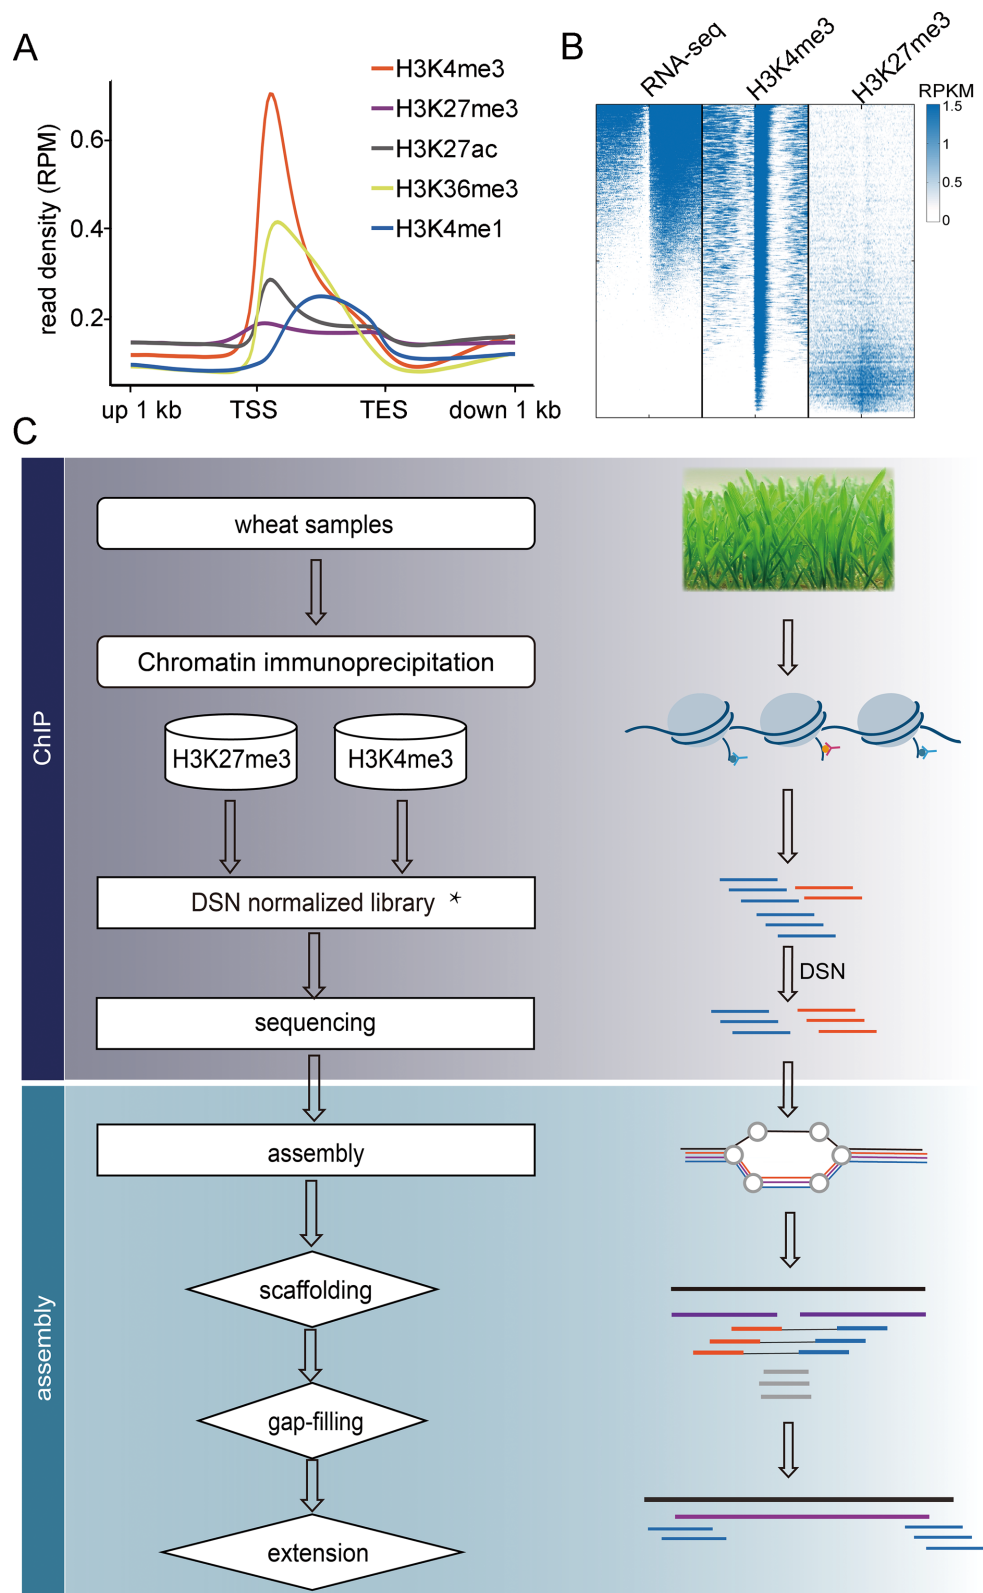 A
H3K4me3
H3K27me3
H3K27ac
H3K36me3
H3K4me1
read density (RPM)
0.6
0.4
0.2
up 1 kb
TSS
TES
down 1 kb
B
RNA-seq
H3K4me3
H3K27me3
RPKM
1.5
0.5
0
C
ChIP
wheat samples
Chromatin immunoprecipitation
H3K27me3
H3K4me3
DSN normalized library *
DSN
sequencing
assembly
assembly
scaffolding
gap-filling
extension